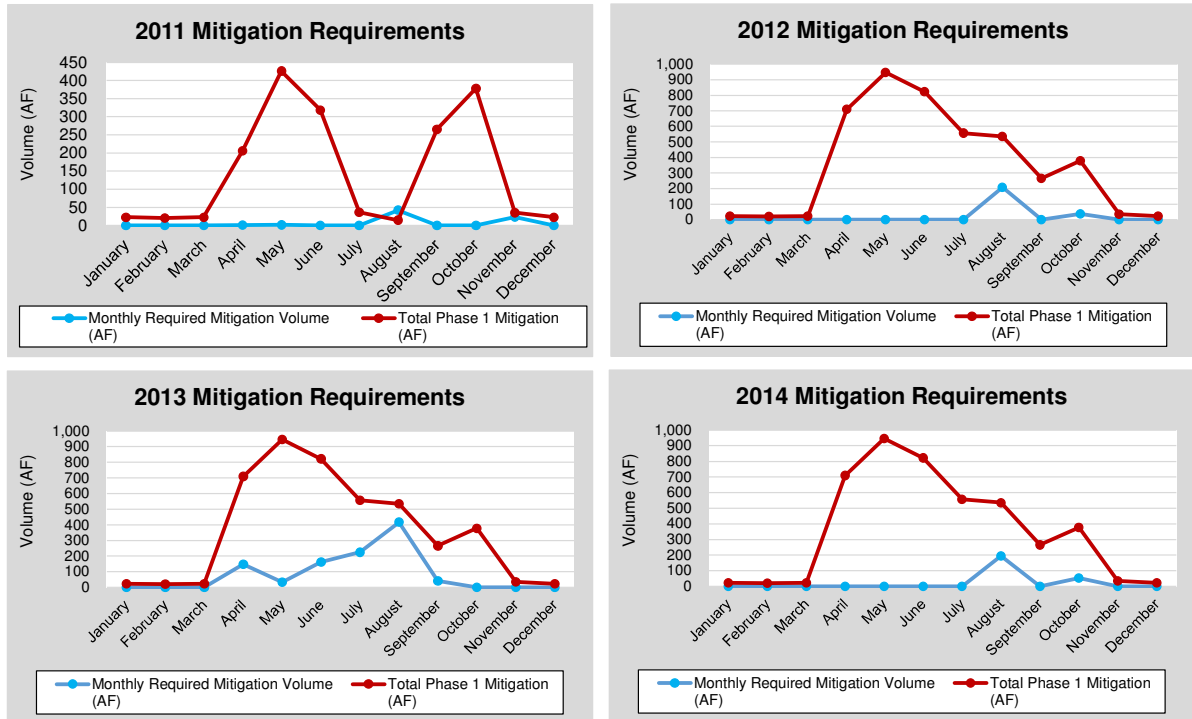 2011 Mitigation Requirements
Volume (AF)
450
400
350
300
250
200
150
100
50
0
January
February
March
April
May
June
July
August
September
October
November
December
Monthly Required Mitigation Volume
(AF)
Total Phase 1 Mitigation
(AF)
2012 Mitigation Requirements
Volume (AF)
1,000
900
800
700
600
500
400
300
200
100
0
January
February
March
April
May
June
July
August
September
October
November
December
Monthly Required Mitigation Volume
(AF)
Total Phase 1 Mitigation
(AF)
2013 Mitigation Requirements
Volume (AF)
1,000
900
800
700
600
500
400
300
200
100
0
January
February
March
April
May
June
July
August
September
October
November
December
Monthly Required Mitigation Volume
(AF)
Total Phase 1 Mitigation
(AF)
2014 Mitigation Requirements
Volume (AF)
1,000
900
800
700
600
500
400
300
200
100
0
January
February
March
April
May
June
July
August
September
October
November
December
Monthly Required Mitigation Volume
(AF)
Total Phase 1 Mitigation
(AF)